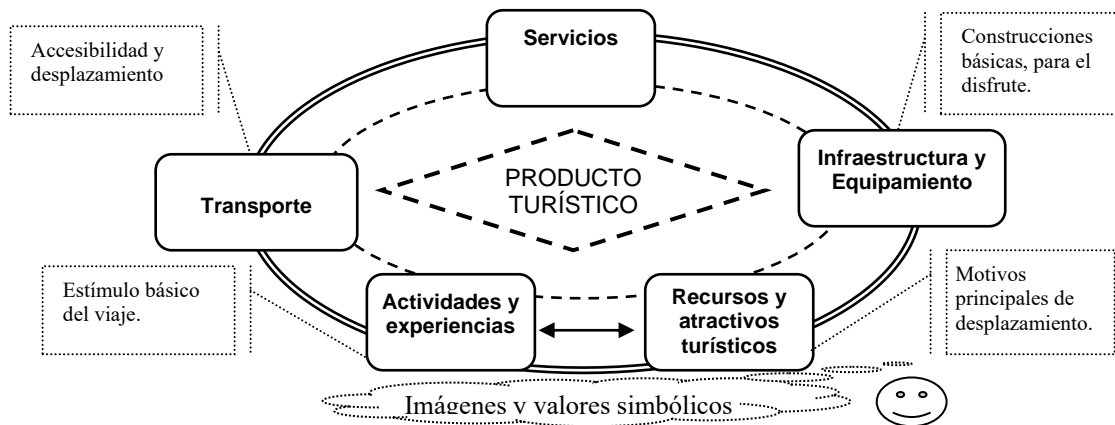 Servicios
Accesibilidad y
desplazamiento
Construcciones
básicas, para el
disfrute.
Infraestructura y
Equipamiento
PRODUCTO
TURÍSTICO
Transporte
Estímulo básico
del viaje.
Actividades y
experiencias
Recursos y
atractivos
turísticos
Motivos
principales de
desplazamiento.
Imágenes y valores simbólicos